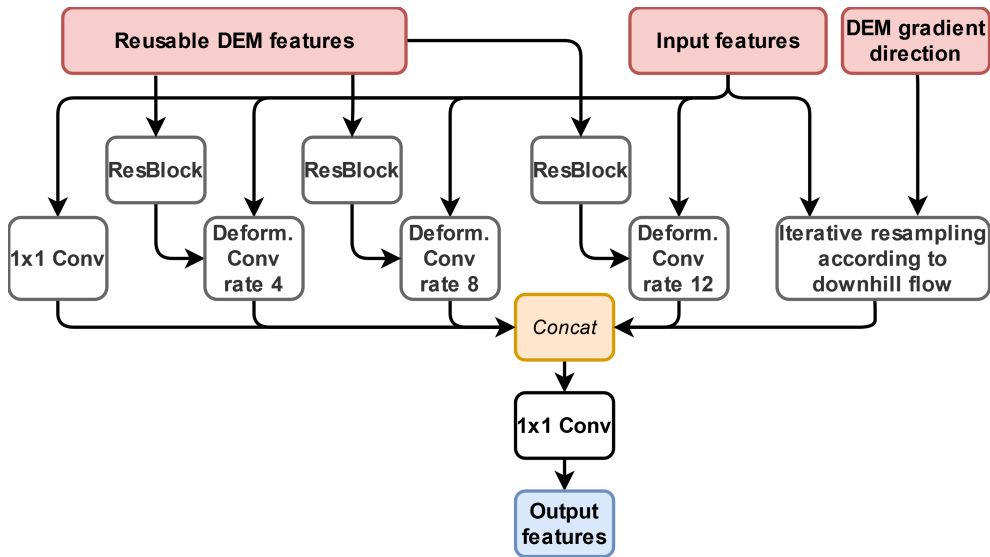 Reusable DEM features
Input features
DEM gradient
direction
ResBlock
ResBlock
ResBlock
1x1 Conv
Deform.
Conv
rate 4
Deform.
Conv
rate 8
Deform.
Conv
rate 12
Iterative resampling
according to
downhill flow
Concat
1x1 Conv
Output
features